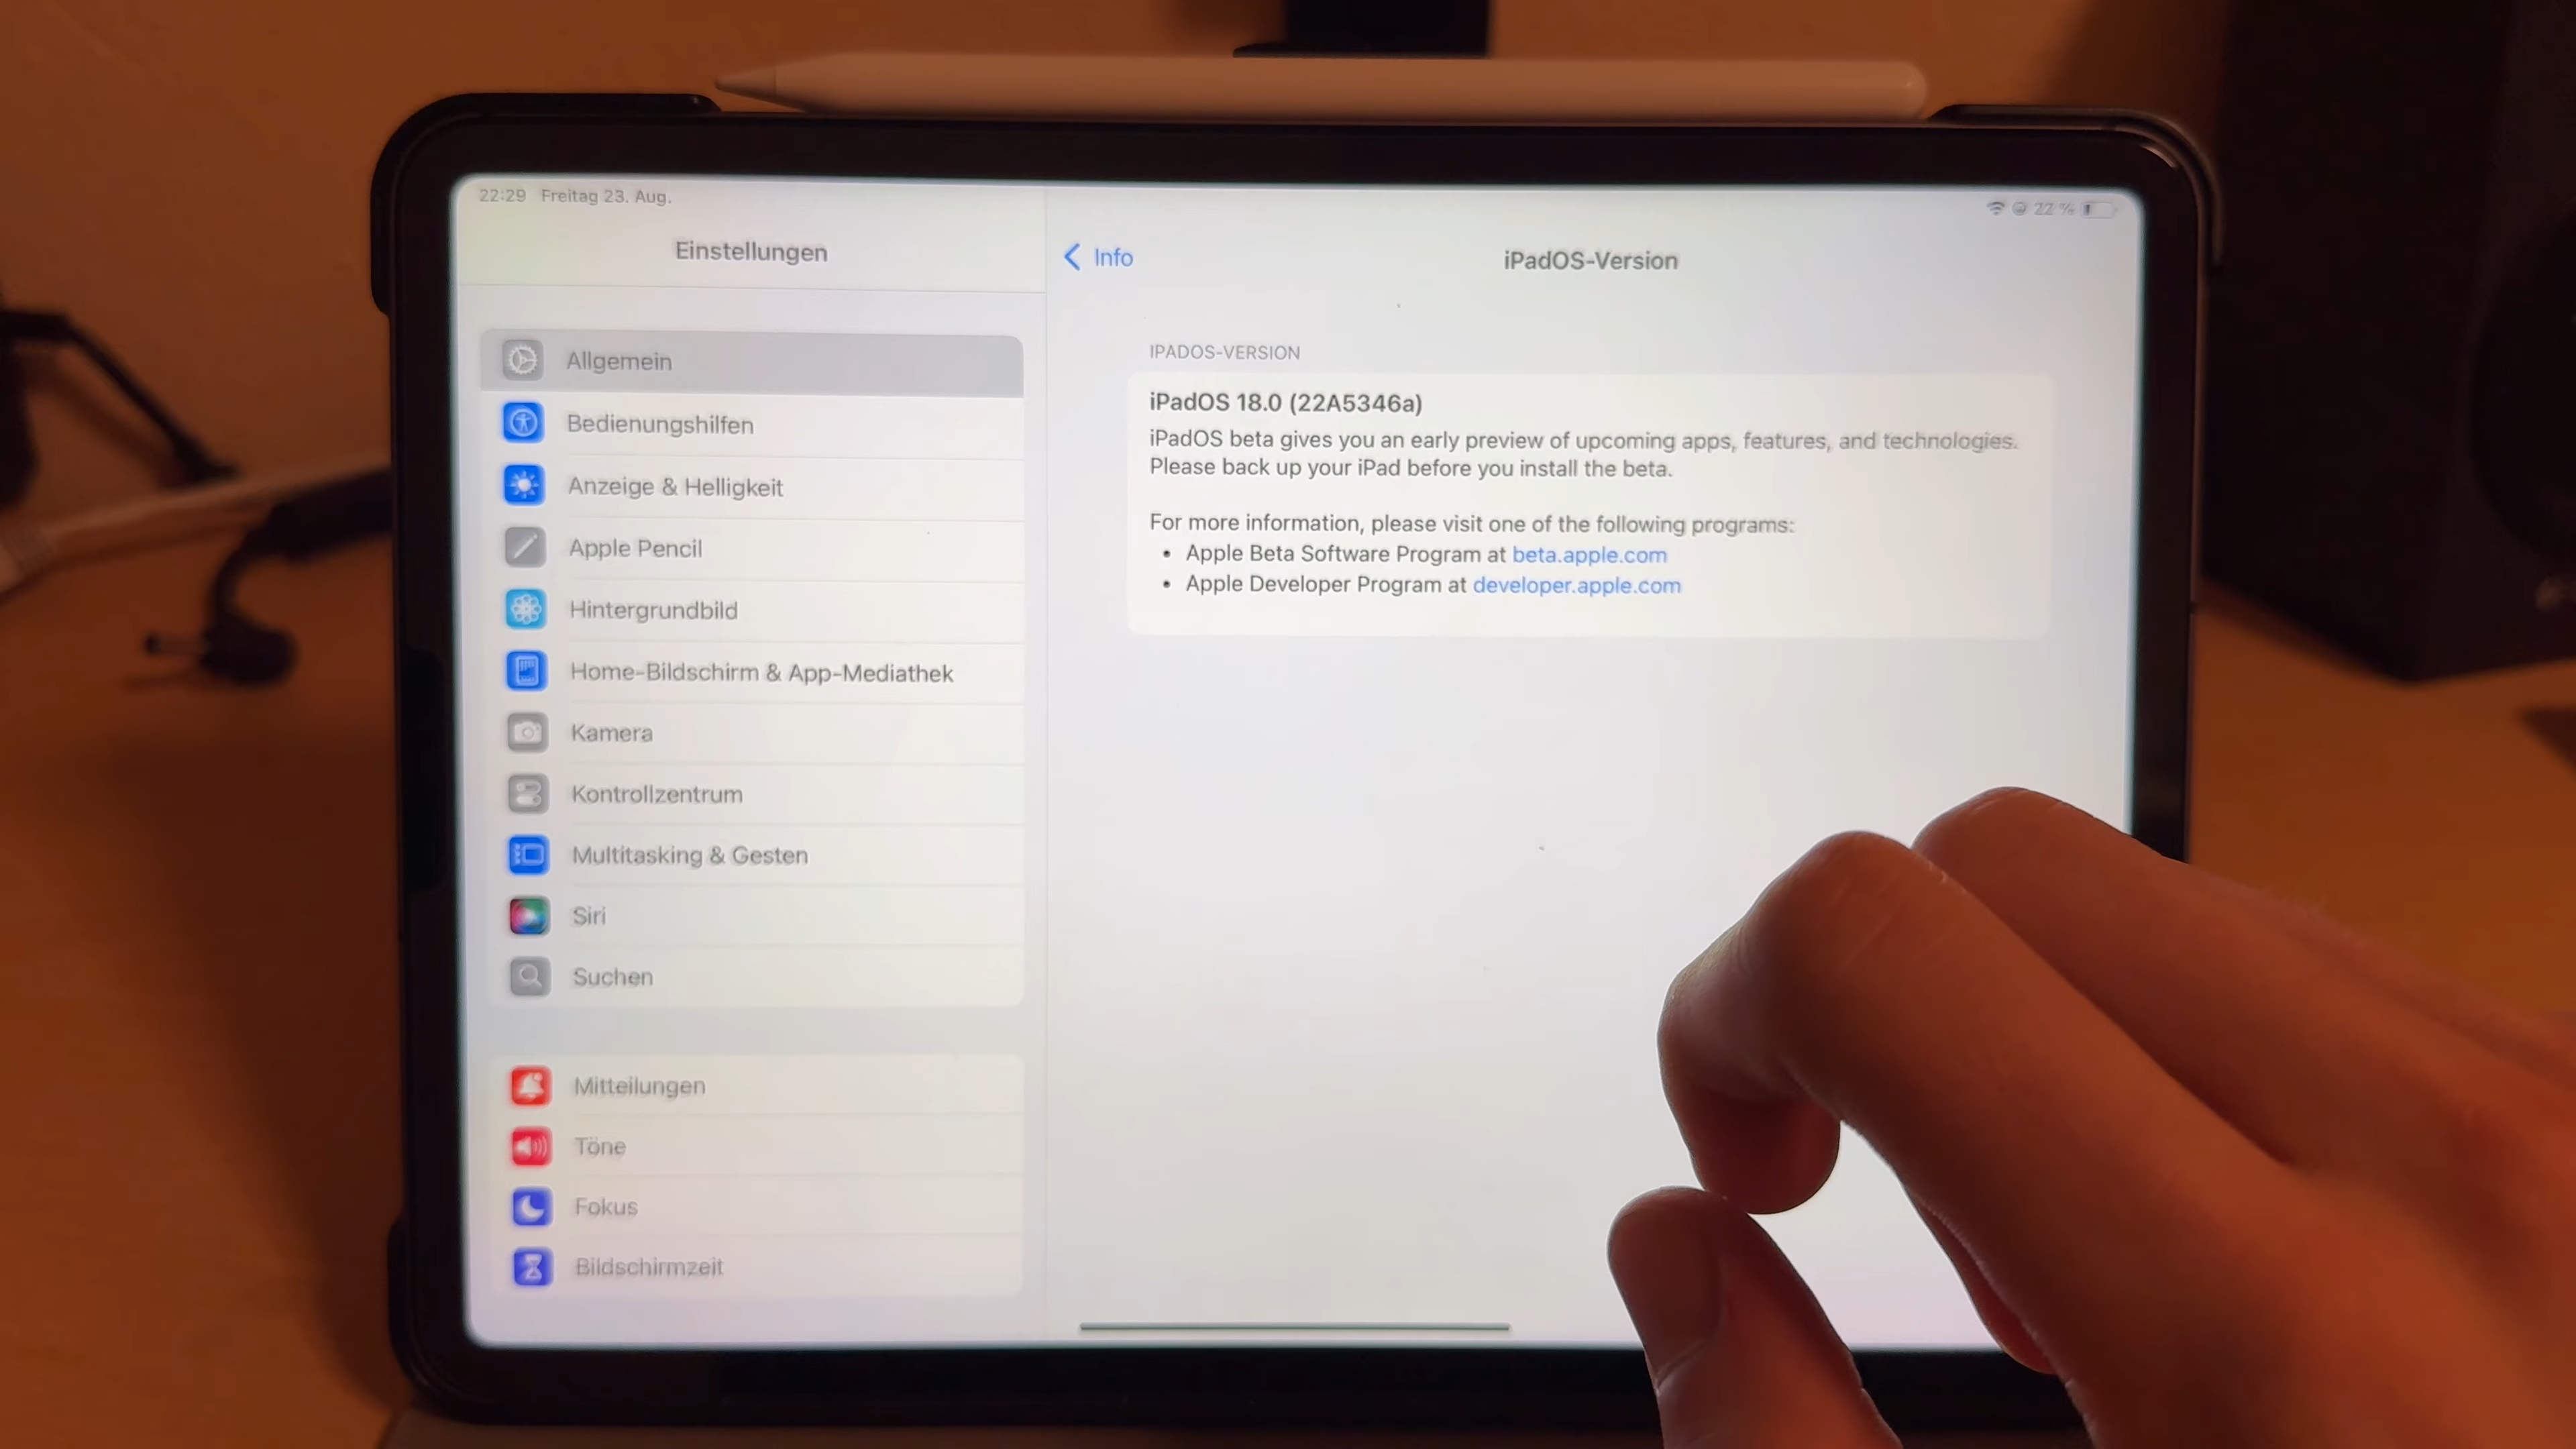 22:29 Freitag 23. Aug.
22 %
Einstellungen
Allgemein
Bedienungshilfen
Anzeige & Helligkeit
Apple Pencil
Hintergrundbild
Home-Bildschirm & App-Mediathek
Kamera
Kontrollzentrum
Multitasking & Gesten
Siri
Suchen
Mitteilungen
Töne
Fokus
Bildschirmzeit
Info
iPadOS-Version
IPADOS-VERSION
iPadOS 18.0 (22A5346a)
iPadOS beta gives you an early preview of upcoming apps, features, and technologies.
Please back up your iPad before you install the beta.
For more information, please visit one of the following programs:
• Apple Beta Software Program at beta.apple.com
• Apple Developer Program at developer.apple.com